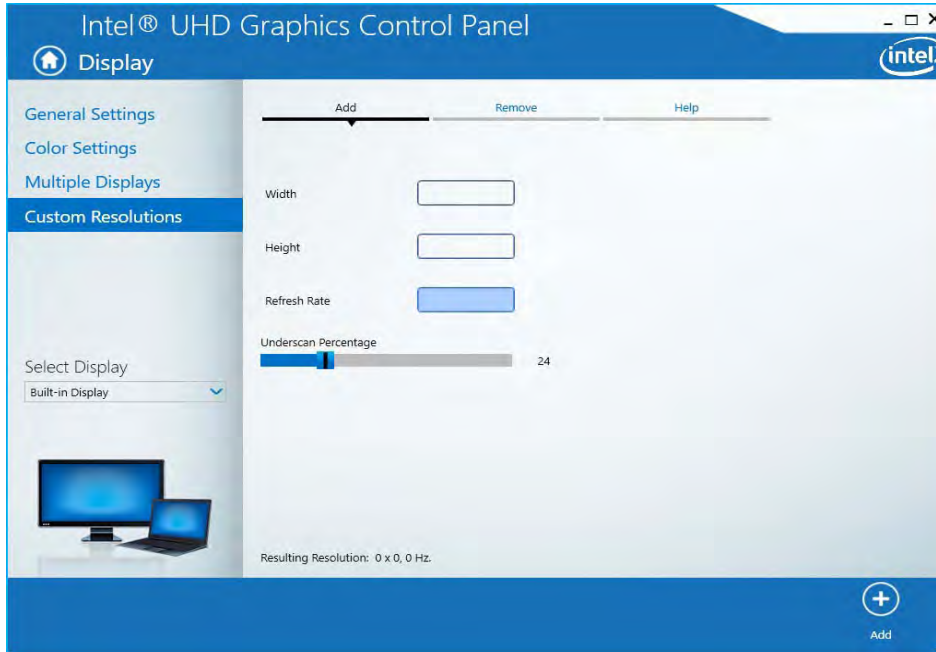 Intel® UHD Graphics Control Panel
intel
Display
General Settings
Color Settings
Multiple Displays
Custom Resolutions
Select Display
Built-in Display
Add
Remove
Help
Width
Height
Refresh Rate
Underscan Percentage
24
Resulting Resolution: 0 x 0, 0 Hz.
Add